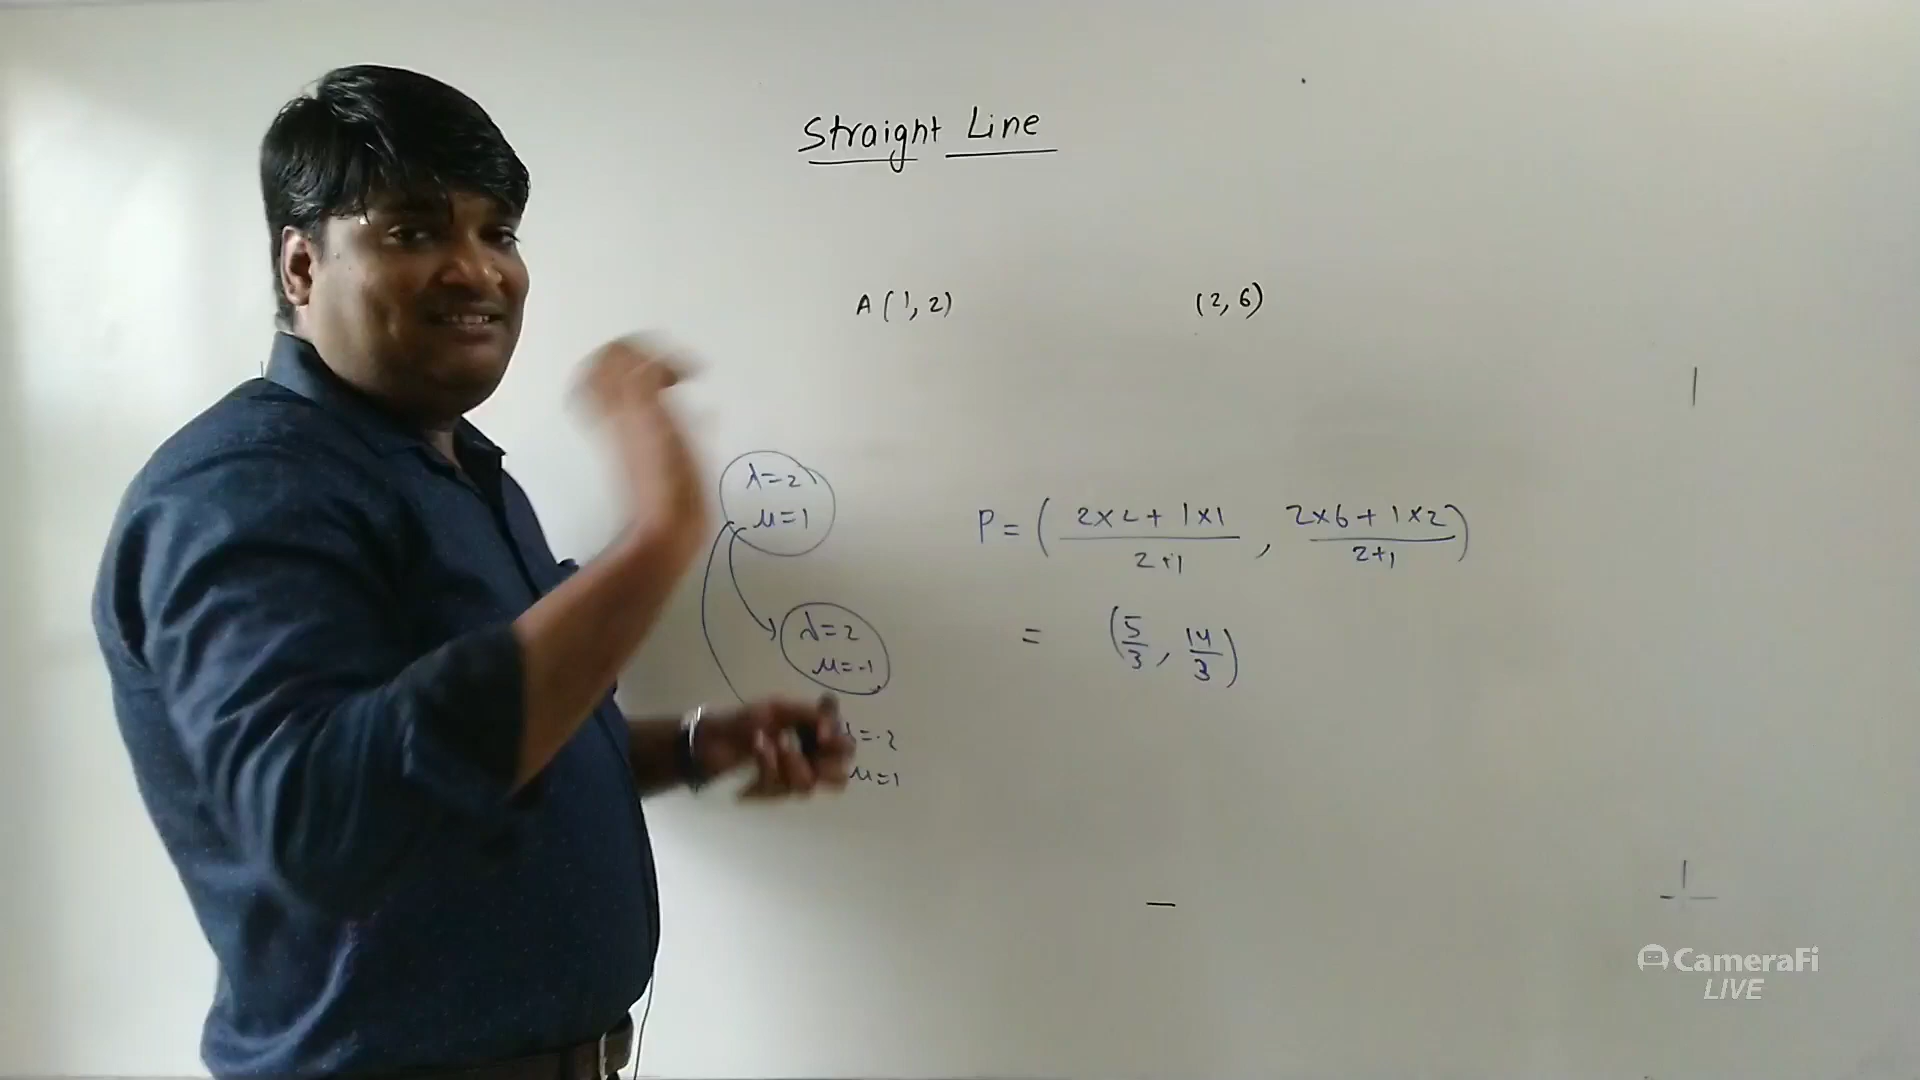 Straight Line
A (1, 2) (2, 6)
λ=2
μ=1
P = ( 2×2 + 1×1 / 2+1 , 2×6 + 1×2 / 2+1 )
λ=2
μ=-1
= ( 5/3 , 14/3 )
λ=-2
μ=1
CameraFi
LIVE